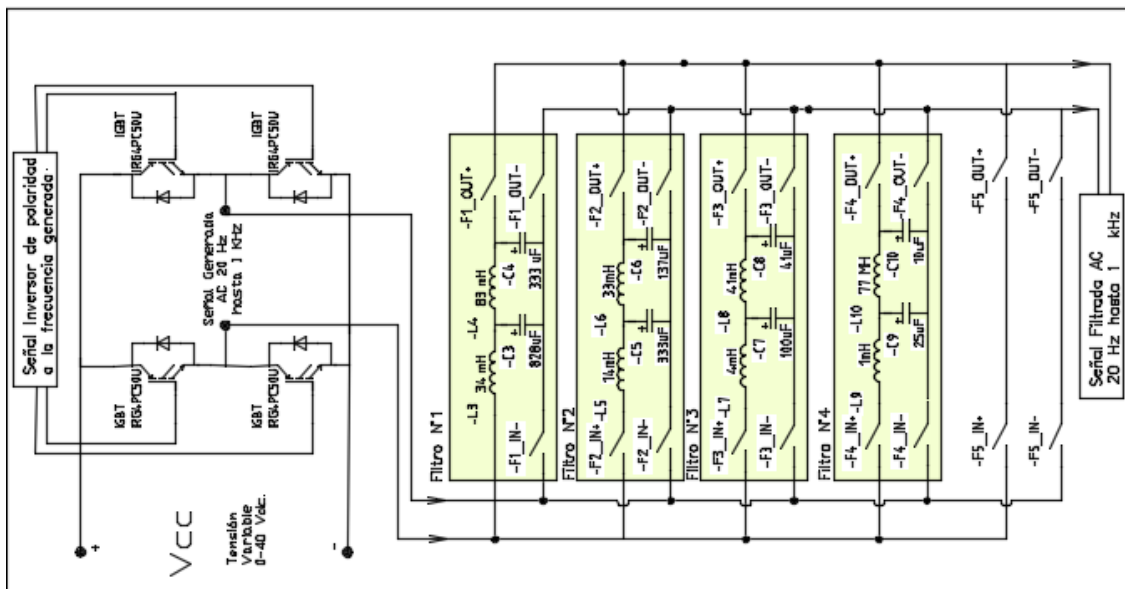 Señal Inversor de polaridad
a la frecuencia generada.
IGBT
IRG4PC50U
IGBT
IRG4PC50U
IGBT
IRG4PC50U
IGBT
IRG4PC50U
Señal Generada
AC 20 Hz
hasta 1 KHz
+
-
VCC
Tensión
Variable
0-40 Vdc.
Filtro N°1
-F1_OUT+
-F1_OUT-
-C4
333 uF
83 mH
-L4
-C3
828uF
34 mH
-L3
-F1_IN-
Filtro N°2
-F2_OUT+
-F2_OUT-
-C6
137uF
33mH
-L6
-C5
333uF
14mH
-L5
-F2_IN+
-F2_IN-
Filtro N°3
-F3_OUT+
-F3_OUT-
-C8
41uF
41mH
-L8
-C7
100uF
4mH
-L7
-F3_IN+
-F3_IN-
Filtro N°4
-F4_OUT+
-F4_OUT-
-C10
10uF
77 MH
-L10
-C9
25uF
1mH
-L9
-F4_IN+
-F4_IN-
-F5_OUT+
-F5_OUT-
-F5_IN+
-F5_IN-
Señal Filtrada AC
20 Hz hasta 1 kHz